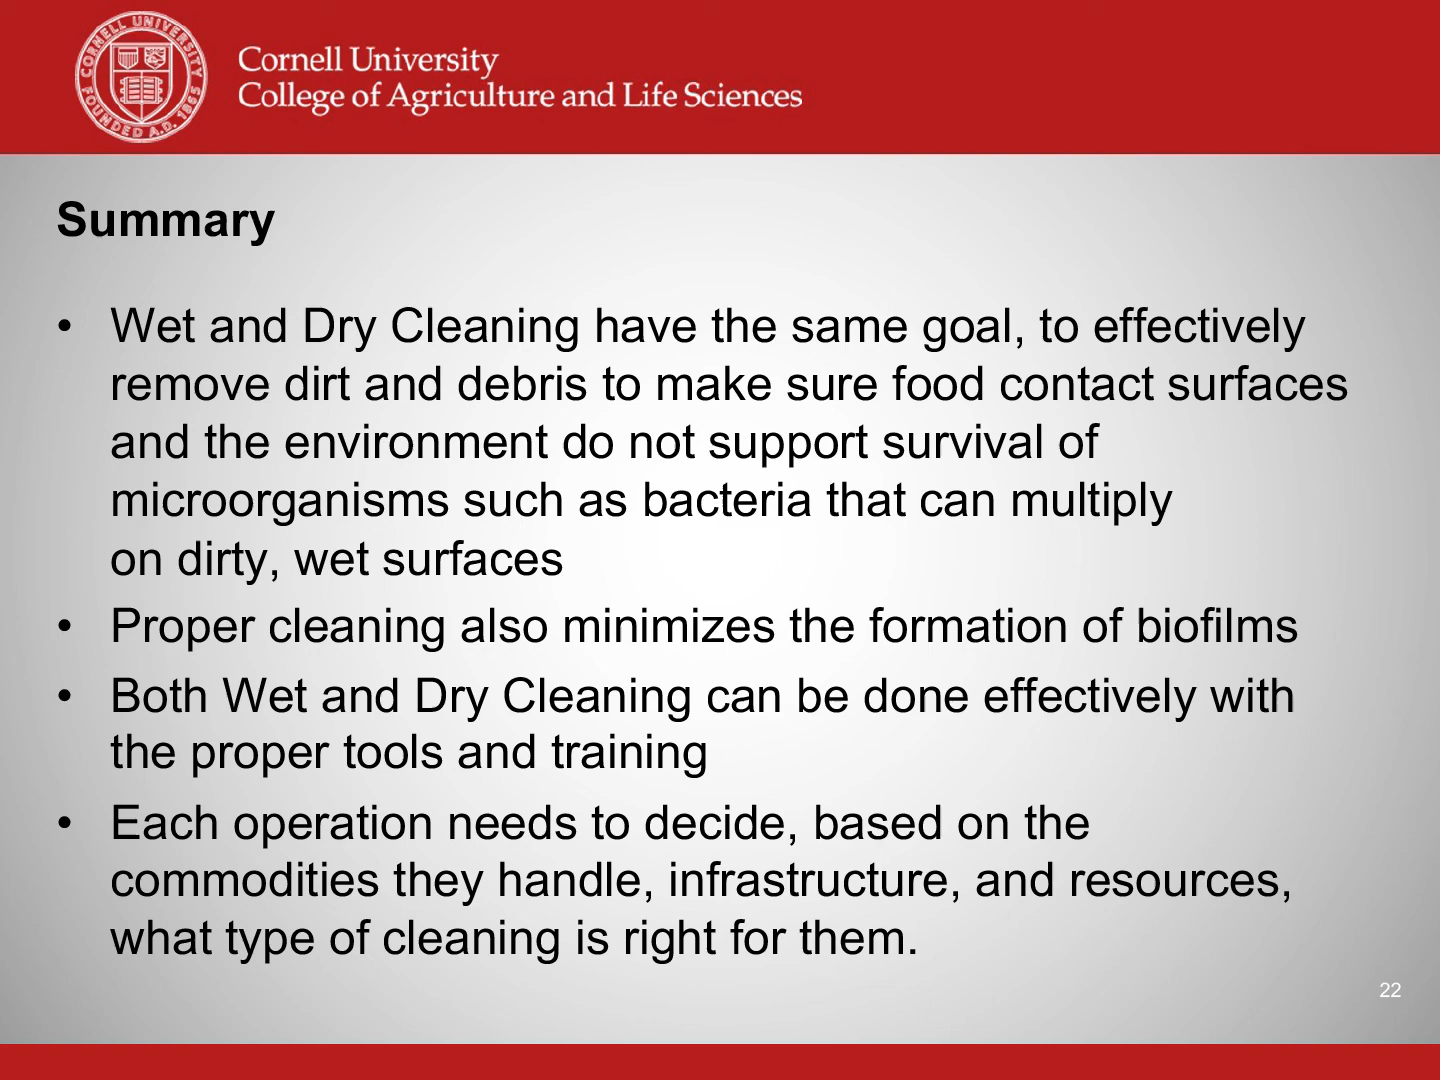 CORNELL UNIVERSITY
FOUNDED A.D. 1865
Cornell University
College of Agriculture and Life Sciences
Summary
• Wet and Dry Cleaning have the same goal, to effectively
remove dirt and debris to make sure food contact surfaces
and the environment do not support survival of
microorganisms such as bacteria that can multiply
on dirty, wet surfaces
• Proper cleaning also minimizes the formation of biofilms
• Both Wet and Dry Cleaning can be done effectively with
the proper tools and training
• Each operation needs to decide, based on the
commodities they handle, infrastructure, and resources,
what type of cleaning is right for them.
22